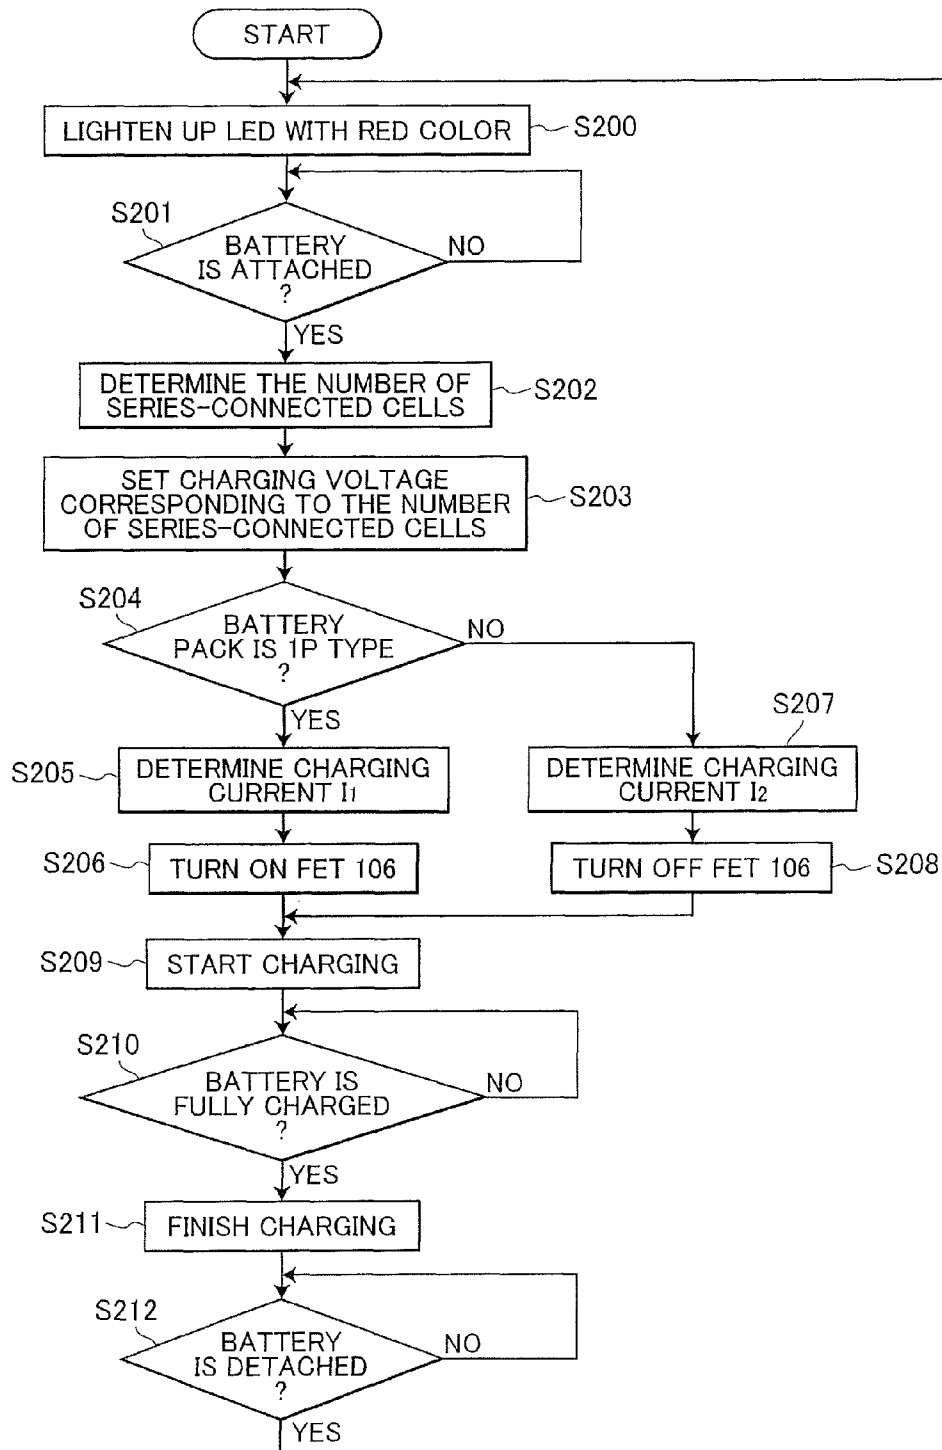 START
LIGHTEN UP LED WITH RED COLOR
S200
S201
BATTERY
IS ATTACHED
?
NO
YES
DETERMINE THE NUMBER OF
SERIES-CONNECTED CELLS
S202
SET CHARGING VOLTAGE
CORRESPONDING TO THE NUMBER
OF SERIES-CONNECTED CELLS
S203
S204
BATTERY
PACK IS 1P TYPE
?
NO
YES
S205
DETERMINE CHARGING
CURRENT I1
S207
DETERMINE CHARGING
CURRENT I2
S206
TURN ON FET 106
TURN OFF FET 106
S208
S209
START CHARGING
S210
BATTERY IS
FULLY CHARGED
?
NO
YES
S211
FINISH CHARGING
S212
BATTERY
IS DETACHED
?
NO
YES